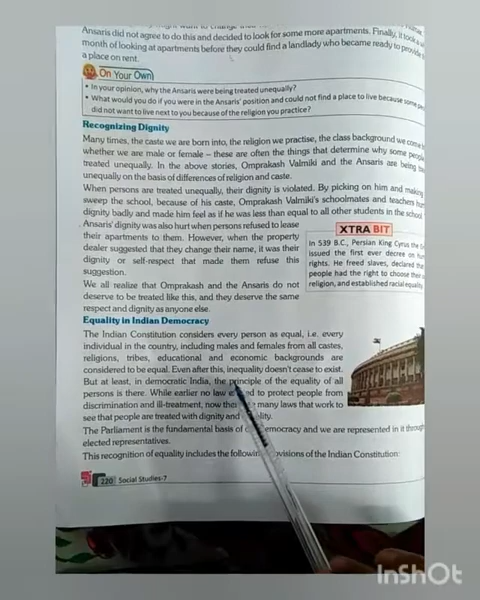 Ansaris did not agree to do this and decided to look for some more apartments. Finally, it took a
month of looking at apartments before they could find a landlady who became ready to provide
a place on rent.
On Your Own
• In your opinion, why the Ansaris were being treated unequally?
• What would you do if you were in the Ansaris' position and could not find a place to live because some
did not want to live next to you because of the religion you practice?
Recognizing Dignity
Many times, the caste we are born into, the religion we practise, the class background we come
whether we are male or female – these are often the things that determine why some people
treated unequally. In the above stories, Omprakash Valmiki and the Ansaris are being
unequally on the basis of differences of religion and caste.
When persons are treated unequally, their dignity is violated. By picking on him and making
sweep the school, because of his caste, Omprakash Valmiki's schoolmates and teachers
dignity badly and made him feel as if he was less than equal to all other students in the school.
Ansaris' dignity was also hurt when persons refused to lease
their apartments to them. However, when the property
dealer suggested that they change their name, it was their
dignity or self-respect that made them refuse this
suggestion.
We all realize that Omprakash and the Ansaris do not
deserve to be treated like this, and they deserve the same
respect and dignity as anyone else.
XTRA BIT
In 539 B.C., Persian King Cyrus the
issued the first ever decree on
rights. He freed slaves, declared
people had the right to choose their
religion, and established racial equality.
Equality in Indian Democracy
The Indian Constitution considers every person as equal, i.e. every
individual in the country, including males and females from all castes,
religions, tribes, educational and economic backgrounds are
considered to be equal. Even after this, inequality doesn't cease to exist.
But at least, in democratic India, the principle of the equality of all
persons is there. While earlier no law to protect people from
discrimination and ill-treatment, now many laws that work to
see that people are treated with dignity and
The Parliament is the fundamental basis of and we are represented in it through
elected representatives.
This recognition of equality includes the following provisions of the Indian Constitution:
220 Social Studies-7
InShOt